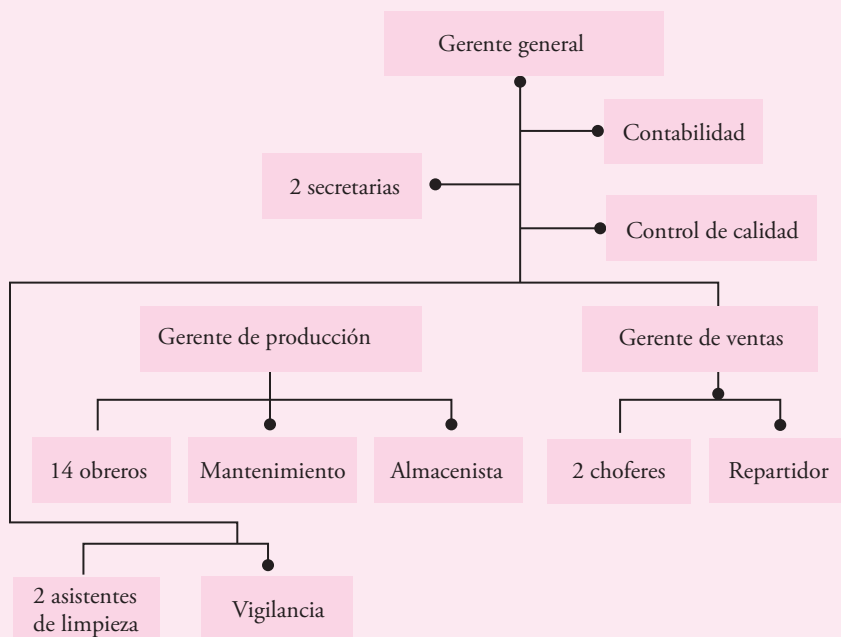 Gerente general
Contabilidad
2 secretarias
Control de calidad
Gerente de producción
Gerente de ventas
14 obreros
Mantenimiento
Almacenista
2 choferes
Repartidor
2 asistentes
de limpieza
Vigilancia